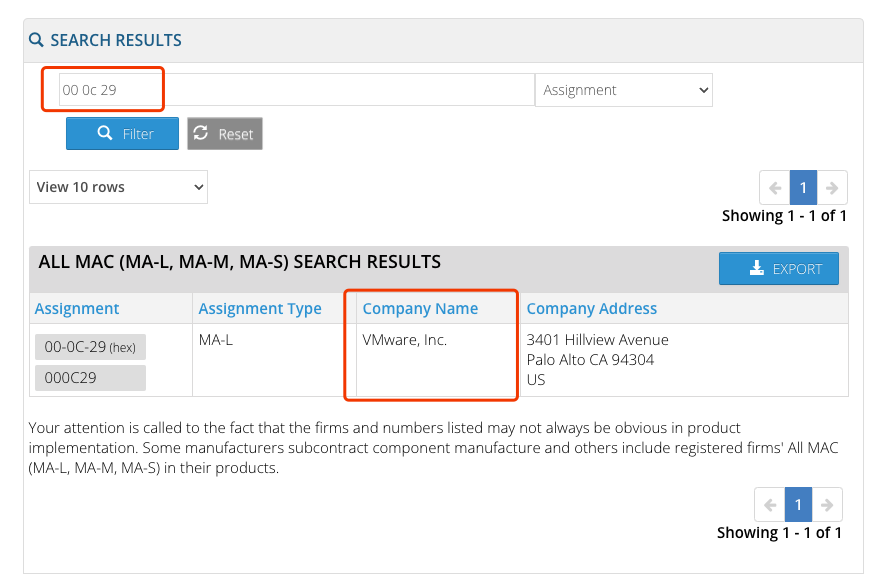 SEARCH RESULTS
00 0c 29
Assignment
Filter
Reset
View 10 rows
1
Showing 1 - 1 of 1
ALL MAC (MA-L, MA-M, MA-S) SEARCH RESULTS
EXPORT
Assignment Assignment Type Company Name Company Address
00-0C-29 (hex) MA-L VMware, Inc. 3401 Hillview Avenue
Palo Alto CA 94304
000C29 US
Your attention is called to the fact that the firms and numbers listed may not always be obvious in product
implementation. Some manufacturers subcontract component manufacture and others include registered firms' All MAC
(MA-L, MA-M, MA-S) in their products.
1
Showing 1 - 1 of 1